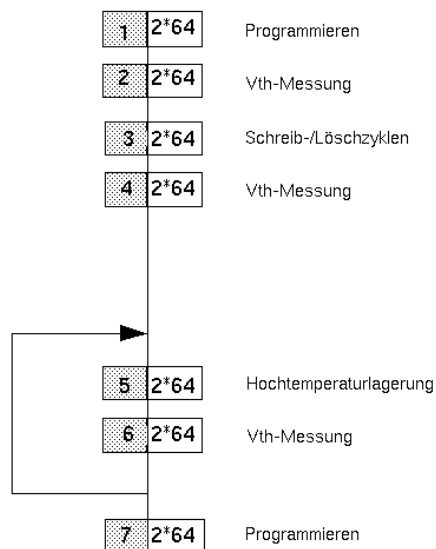 1 2*64 Programmieren
2 2*64 Vth-Messung
3 2*64 Schreib-/Löschzyklen
4 2*64 Vth-Messung
5 2*64 Hochtemperaturlagerung
6 2*64 Vth-Messung
7 2*64 Programmieren